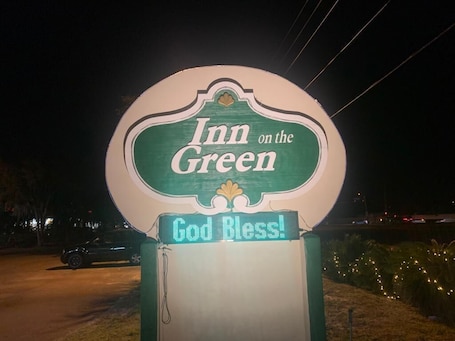 Inn on the
Green
God Bless!